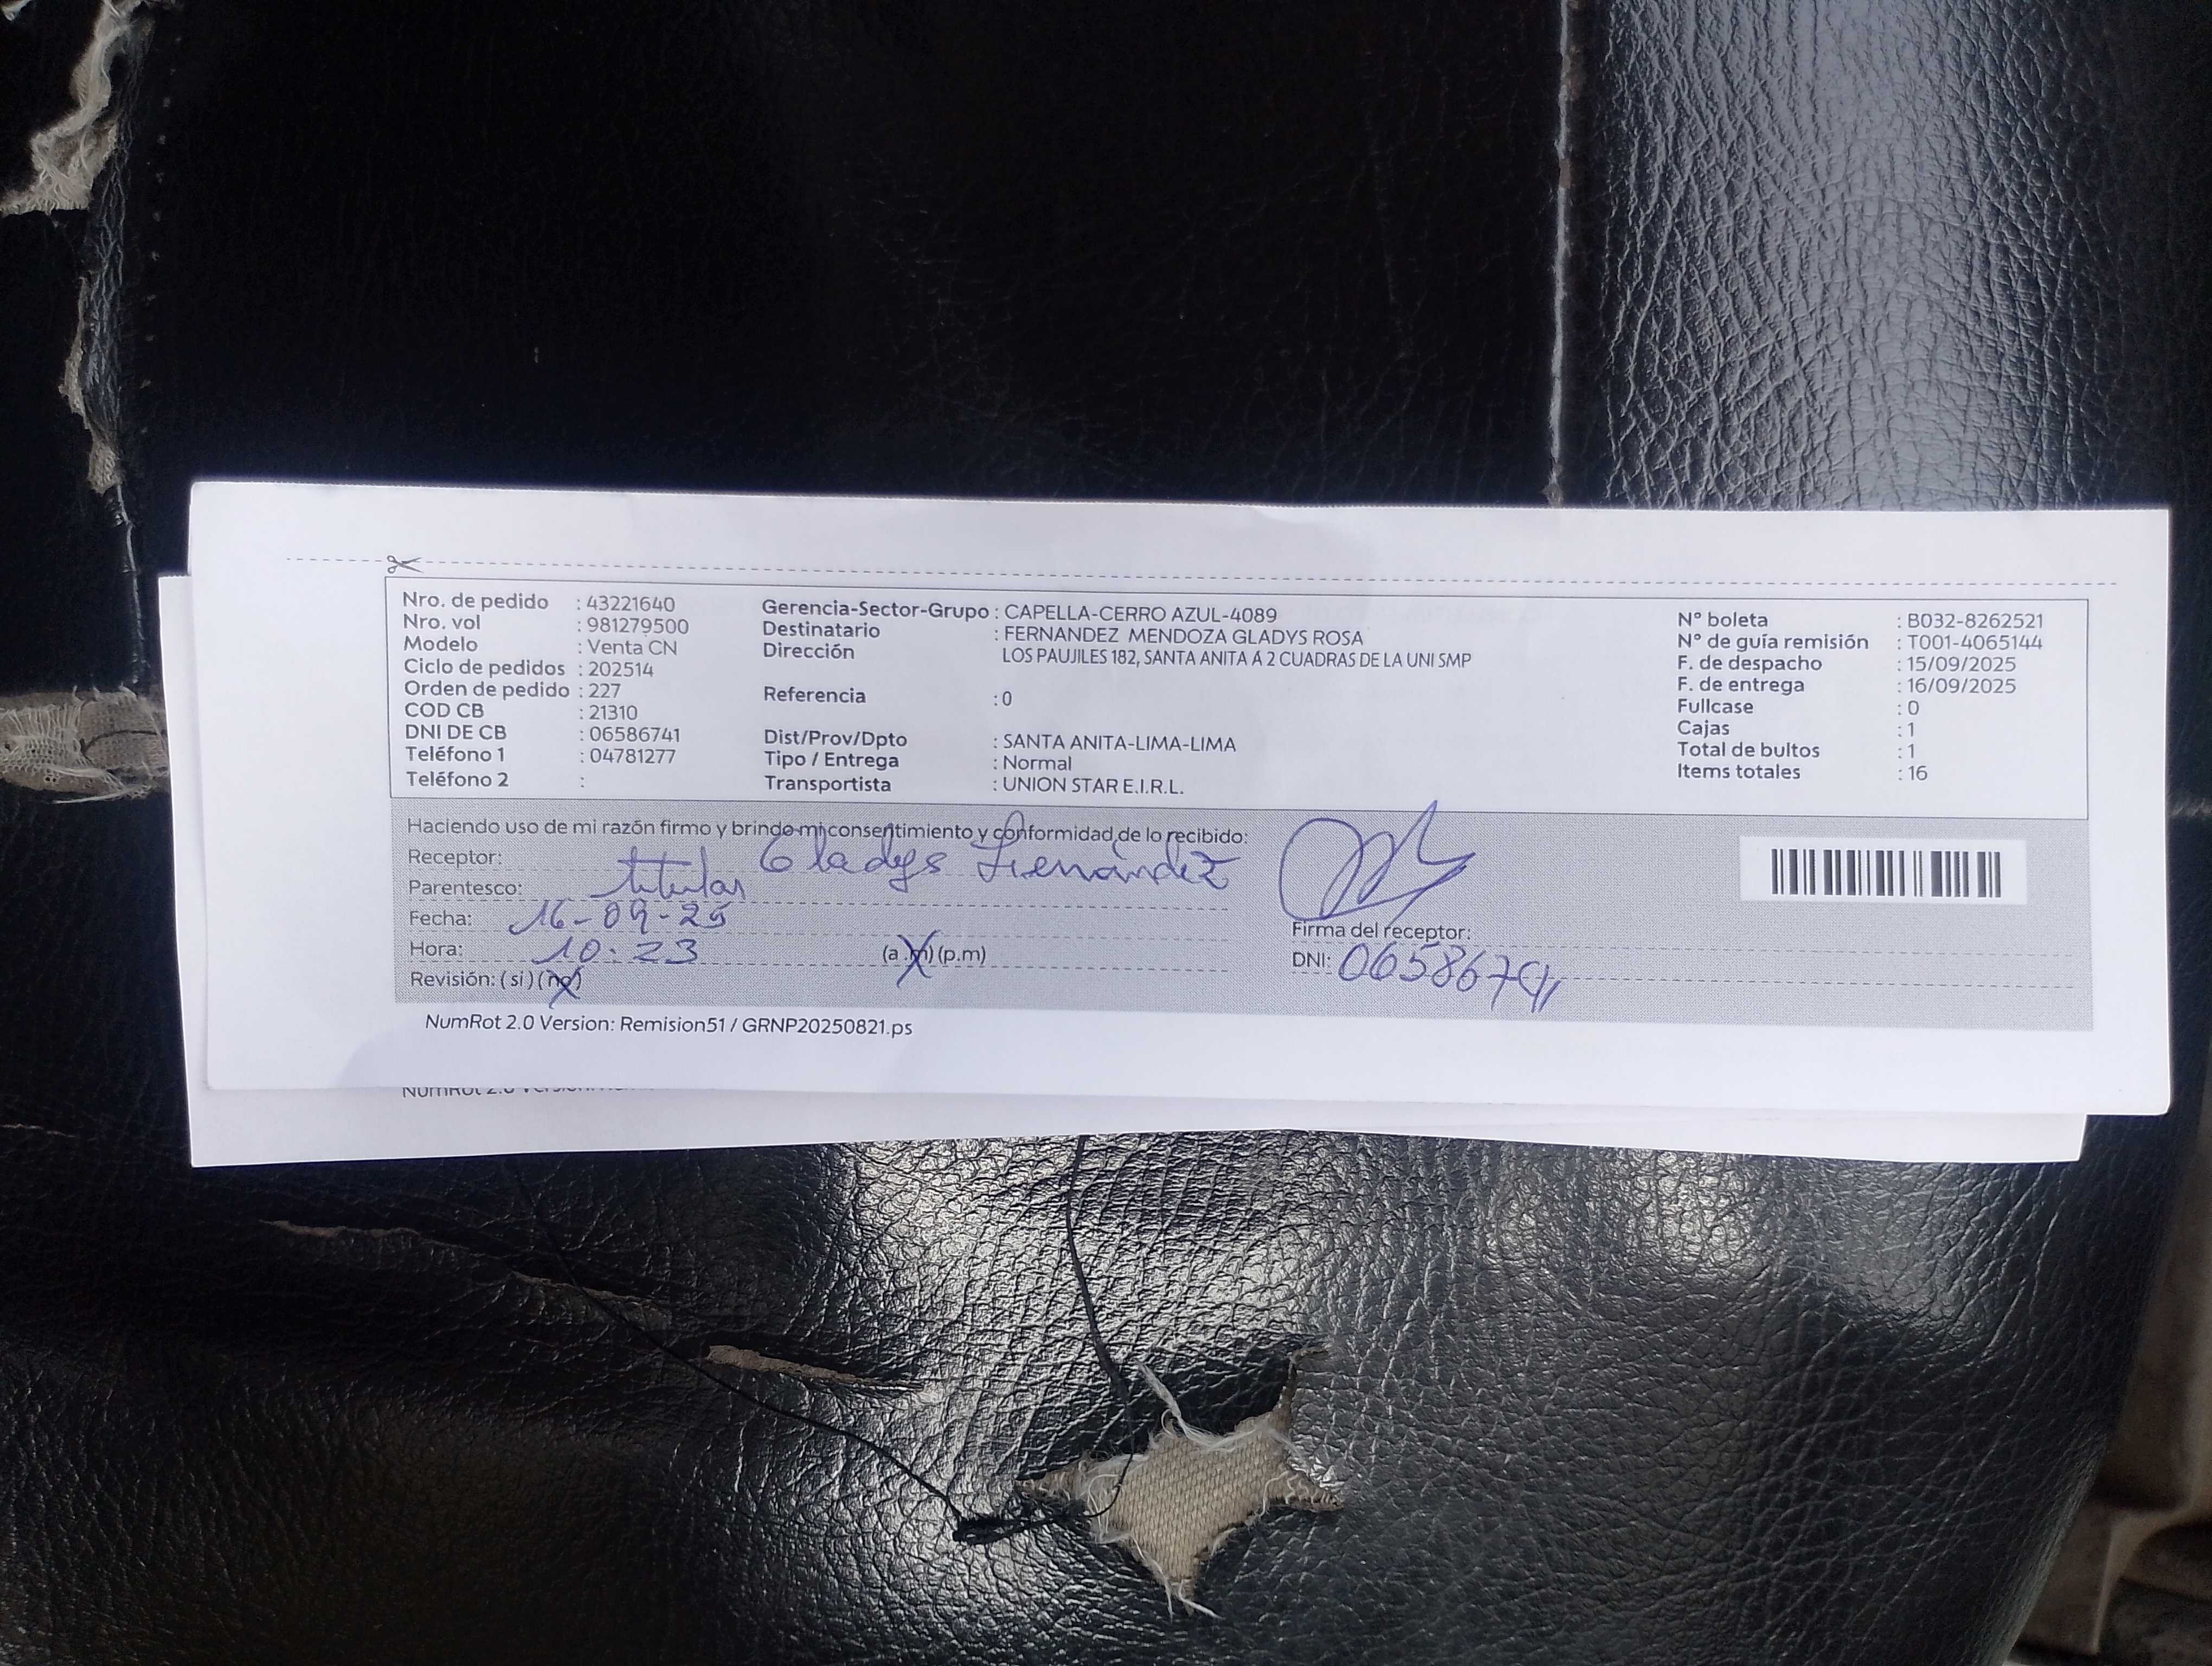 Nro. de pedido : 43221640
Nro. vol : 981279500
Modelo : Venta CN
Ciclo de pedidos : 202514
Orden de pedido : 227
COD CB : 21310
DNI DE CB : 06586741
Teléfono 1 : 04781277
Teléfono 2 :
Gerencia-Sector-Grupo : CAPELLA-CERRO AZUL-4089
Destinatario : FERNANDEZ MENDOZA GLADYS ROSA
Dirección LOS PAUJILES 182, SANTA ANITA A 2 CUADRAS DE LA UNI SMP
Referencia : 0
Dist/Prov/Dpto : SANTA ANITA-LIMA-LIMA
Tipo / Entrega : Normal
Transportista : UNION STAR E.I.R.L.
N° boleta : B032-8262521
N° de guía remisión : T001-4065144
F. de despacho : 15/09/2025
F. de entrega : 16/09/2025
Fullcase : 0
Cajas : 1
Total de bultos : 1
Items totales : 16
Haciendo uso de mi razón firmo y brindo mi consentimiento y conformidad de lo recibido:
Receptor: Gladys Fernandez
Parentesco: titular
Fecha: 16-09-25
Hora: 10:23 (a.m) (p.m)
Revisión: (si) (no)
Firma del receptor:
DNI: 06586741
NumRot 2.0 Version: Remision51 / GRNP20250821.ps
NumRot 2.0